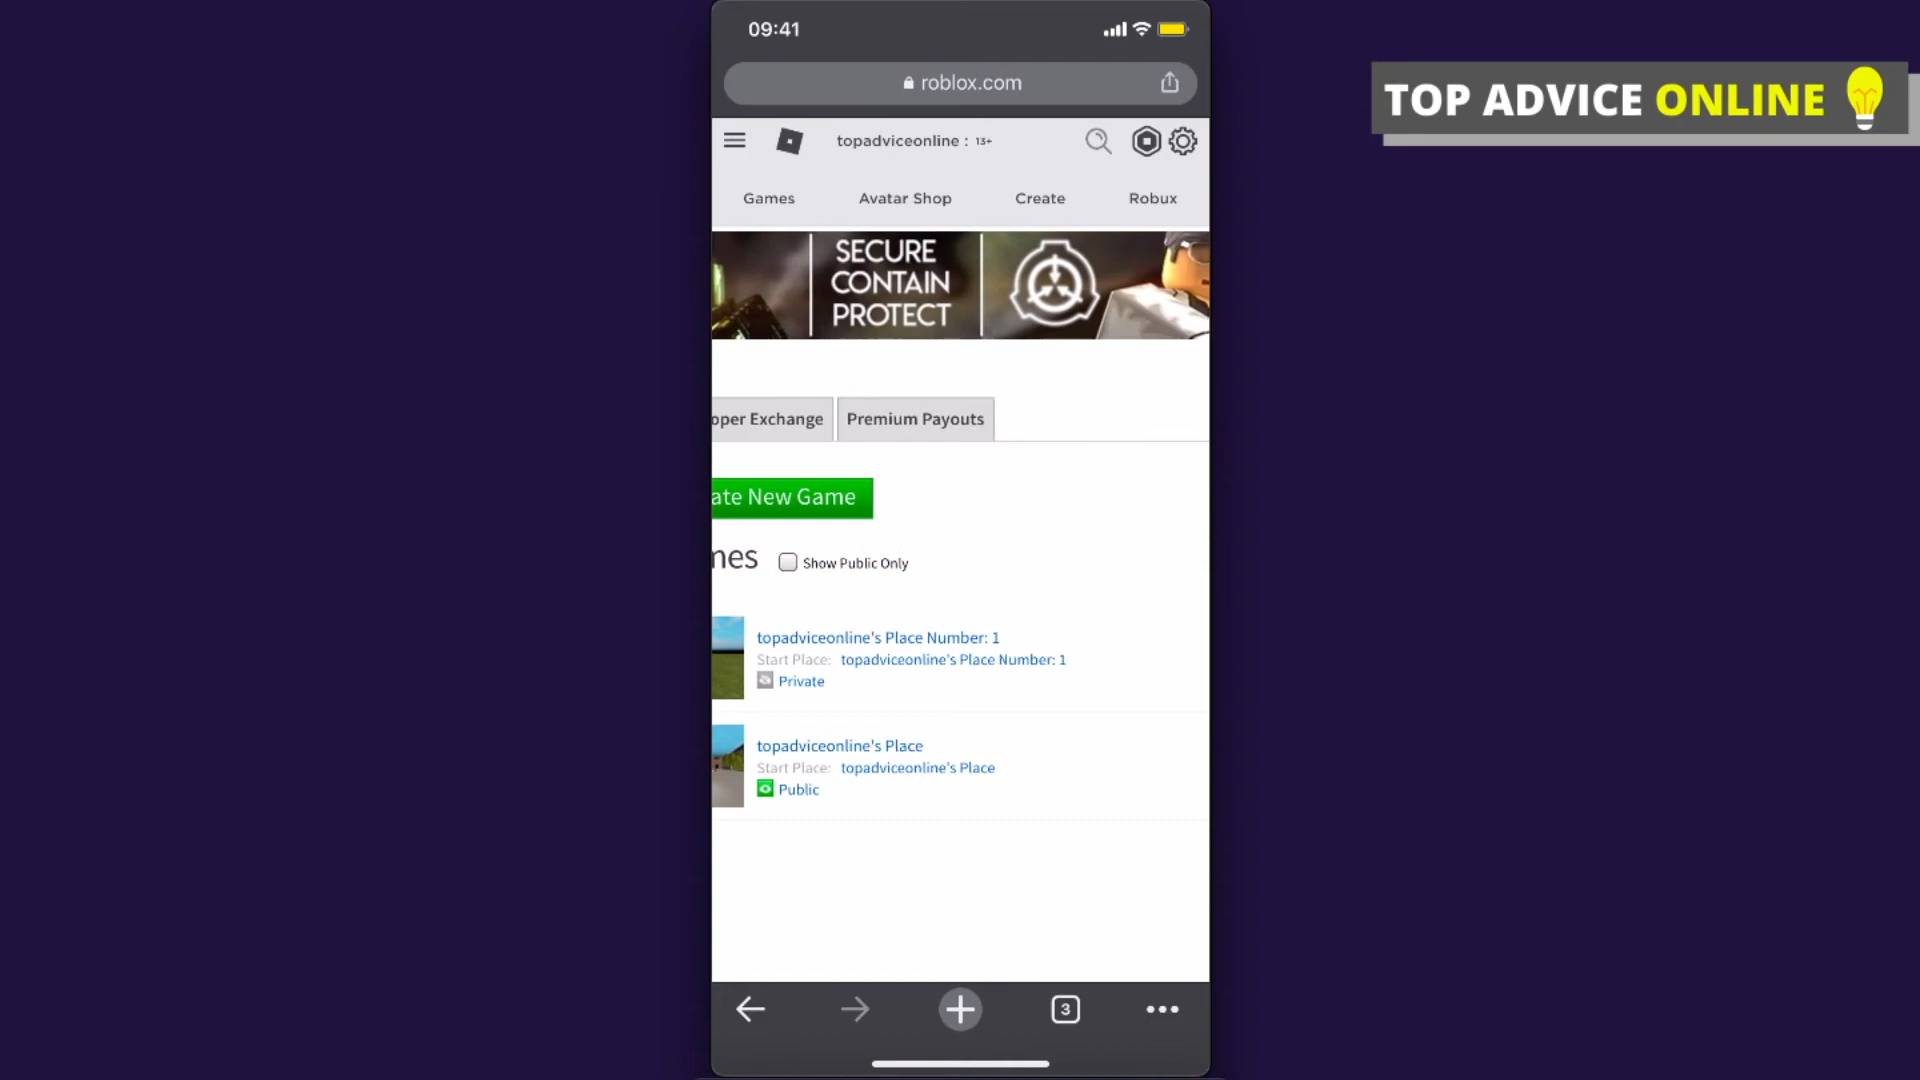 09:41
roblox.com
TOP ADVICE ONLINE
topadviceonline : 13+
Games Avatar Shop Create Robux
SECURE
CONTAIN
PROTECT
oper Exchange Premium Payouts
ate New Game
mes Show Public Only
topadviceonline's Place Number: 1
Start Place: topadviceonline's Place Number: 1
Private
topadviceonline's Place
Start Place: topadviceonline's Place
Public
3